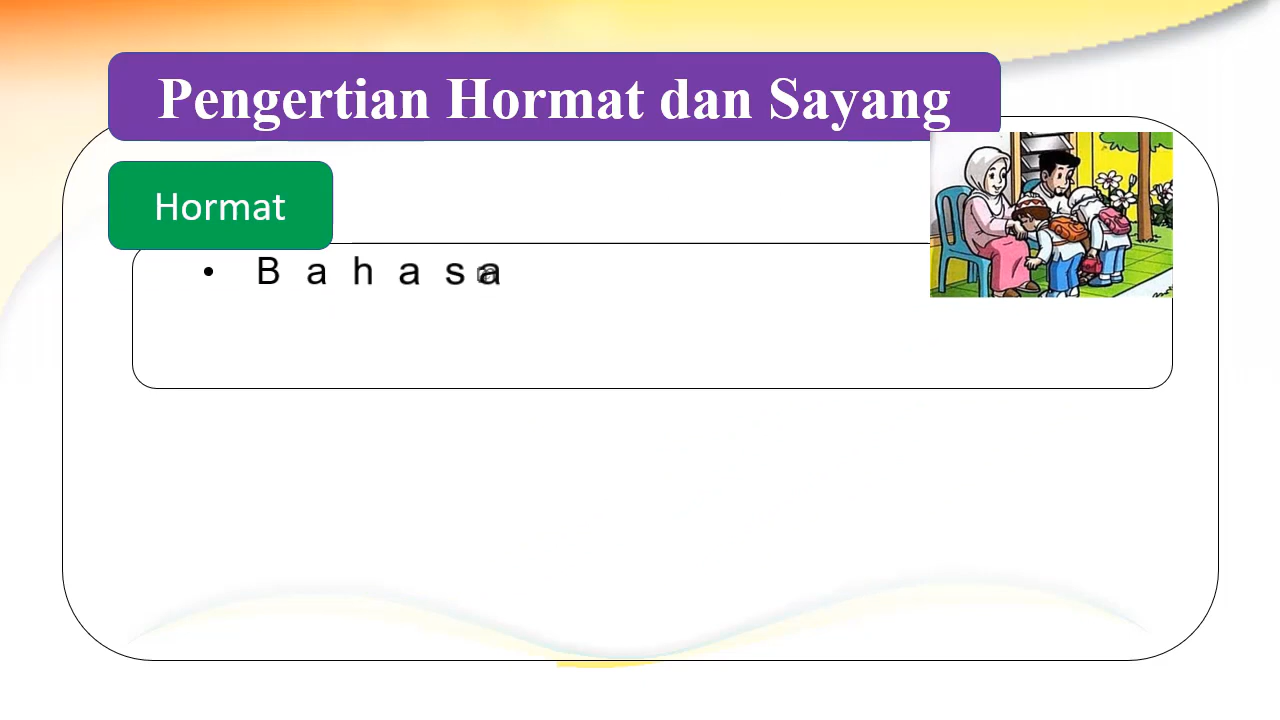 Pengertian Hormat dan Sayang
Hormat
• B a h a s a